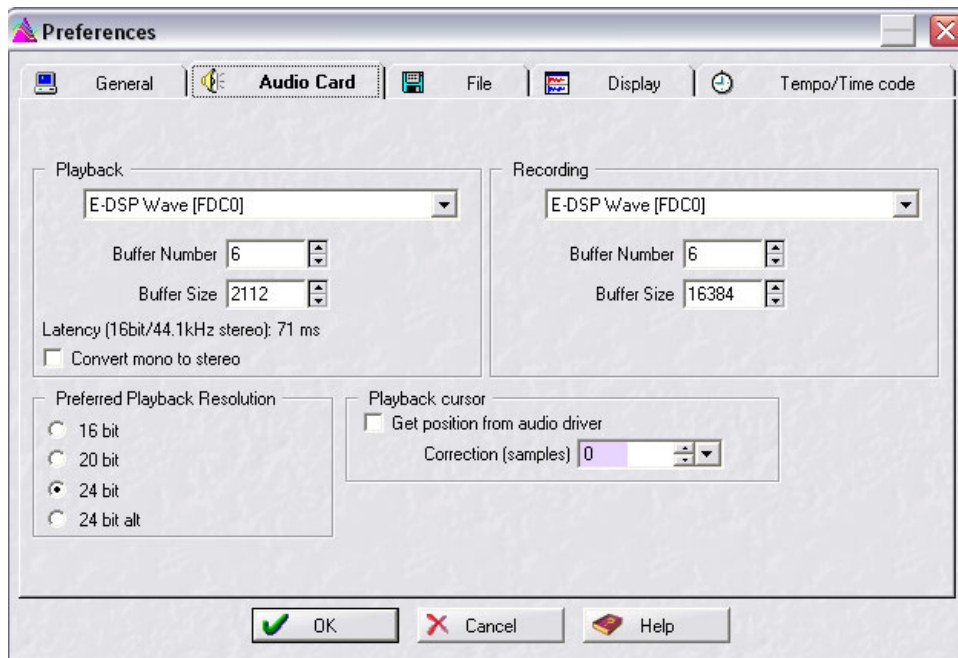 Preferences
General
Audio Card
File
Display
Tempo/Time code
Playback
E-DSP Wave [FDC0]
Buffer Number 6
Buffer Size 2112
Latency (16bit/44.1kHz stereo): 71 ms
Convert mono to stereo
Recording
E-DSP Wave [FDC0]
Buffer Number 6
Buffer Size 16384
Preferred Playback Resolution
16 bit
20 bit
24 bit
24 bit alt
Playback cursor
Get position from audio driver
Correction (samples) 0
OK
Cancel
Help